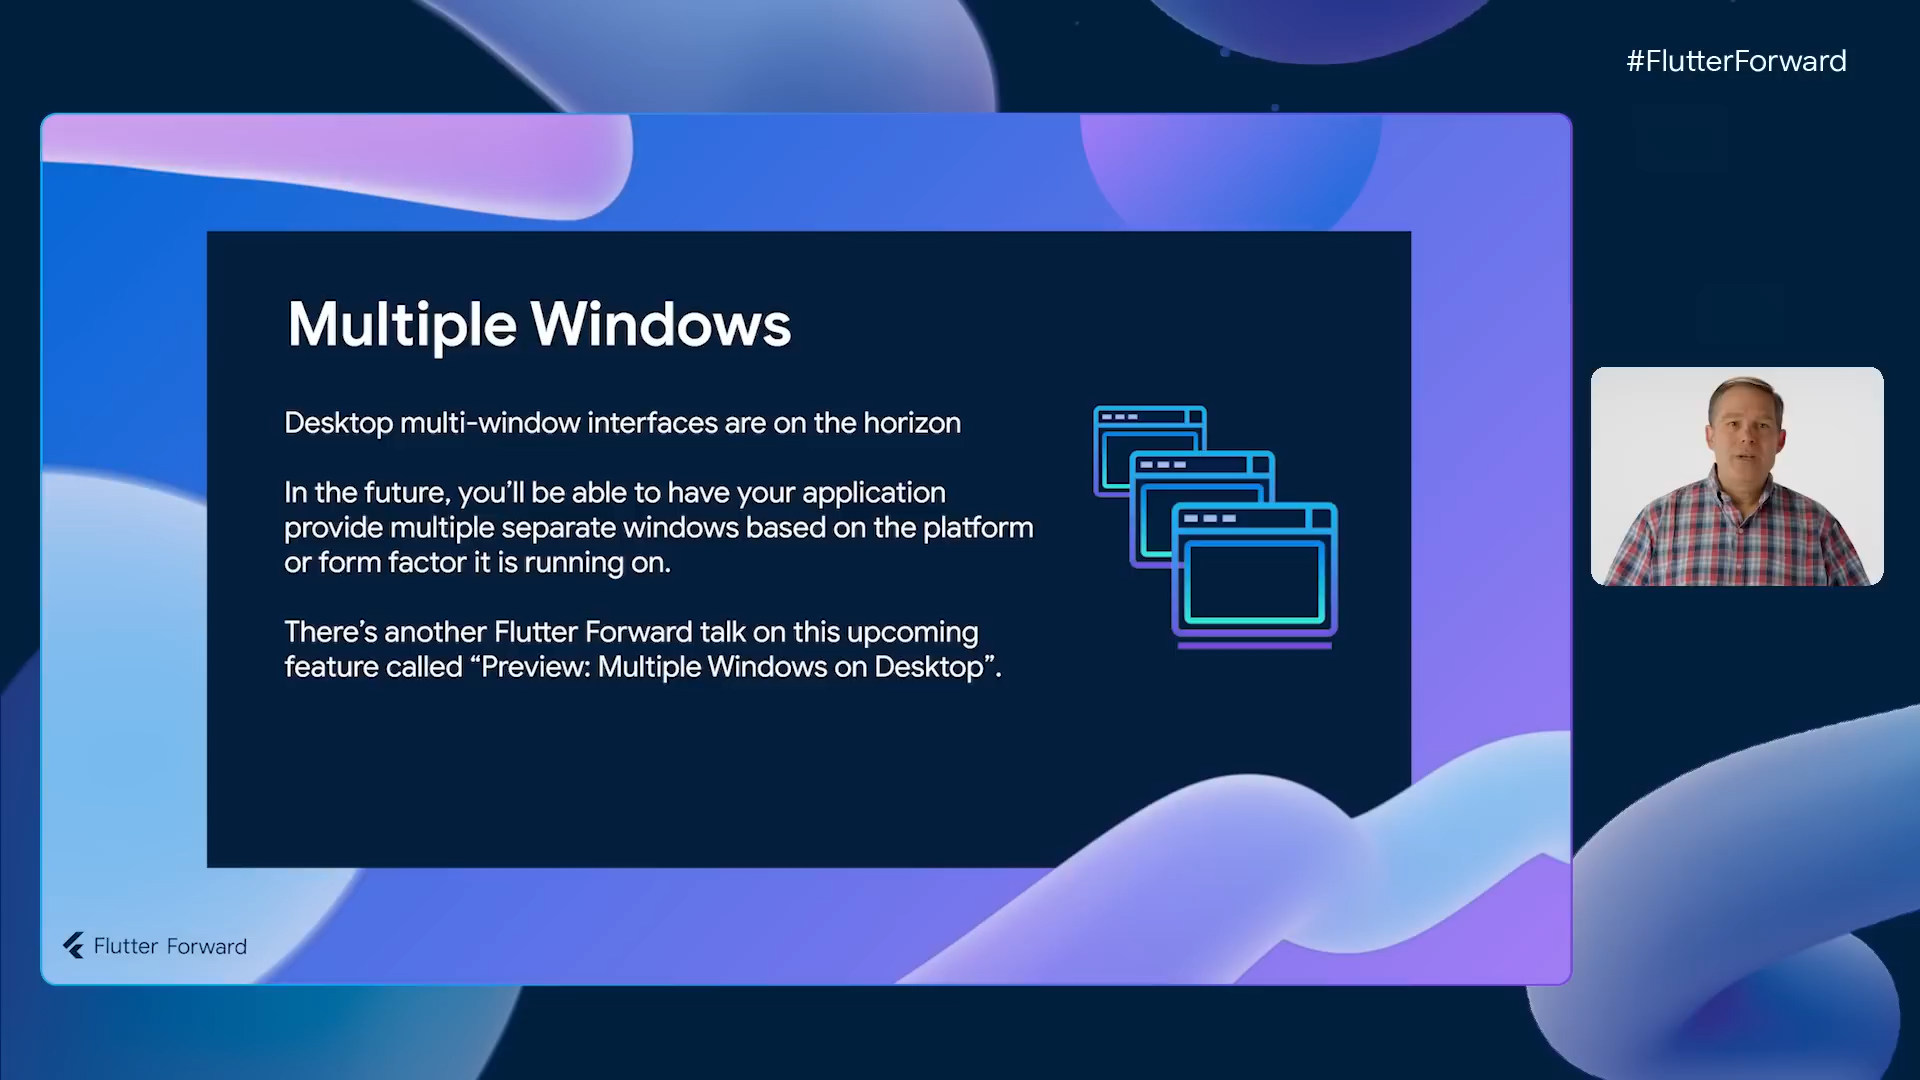 #FlutterForward
Multiple Windows
Desktop multi-window interfaces are on the horizon
In the future, you’ll be able to have your application
provide multiple separate windows based on the platform
or form factor it is running on.
There’s another Flutter Forward talk on this upcoming
feature called “Preview: Multiple Windows on Desktop”.
Flutter Forward